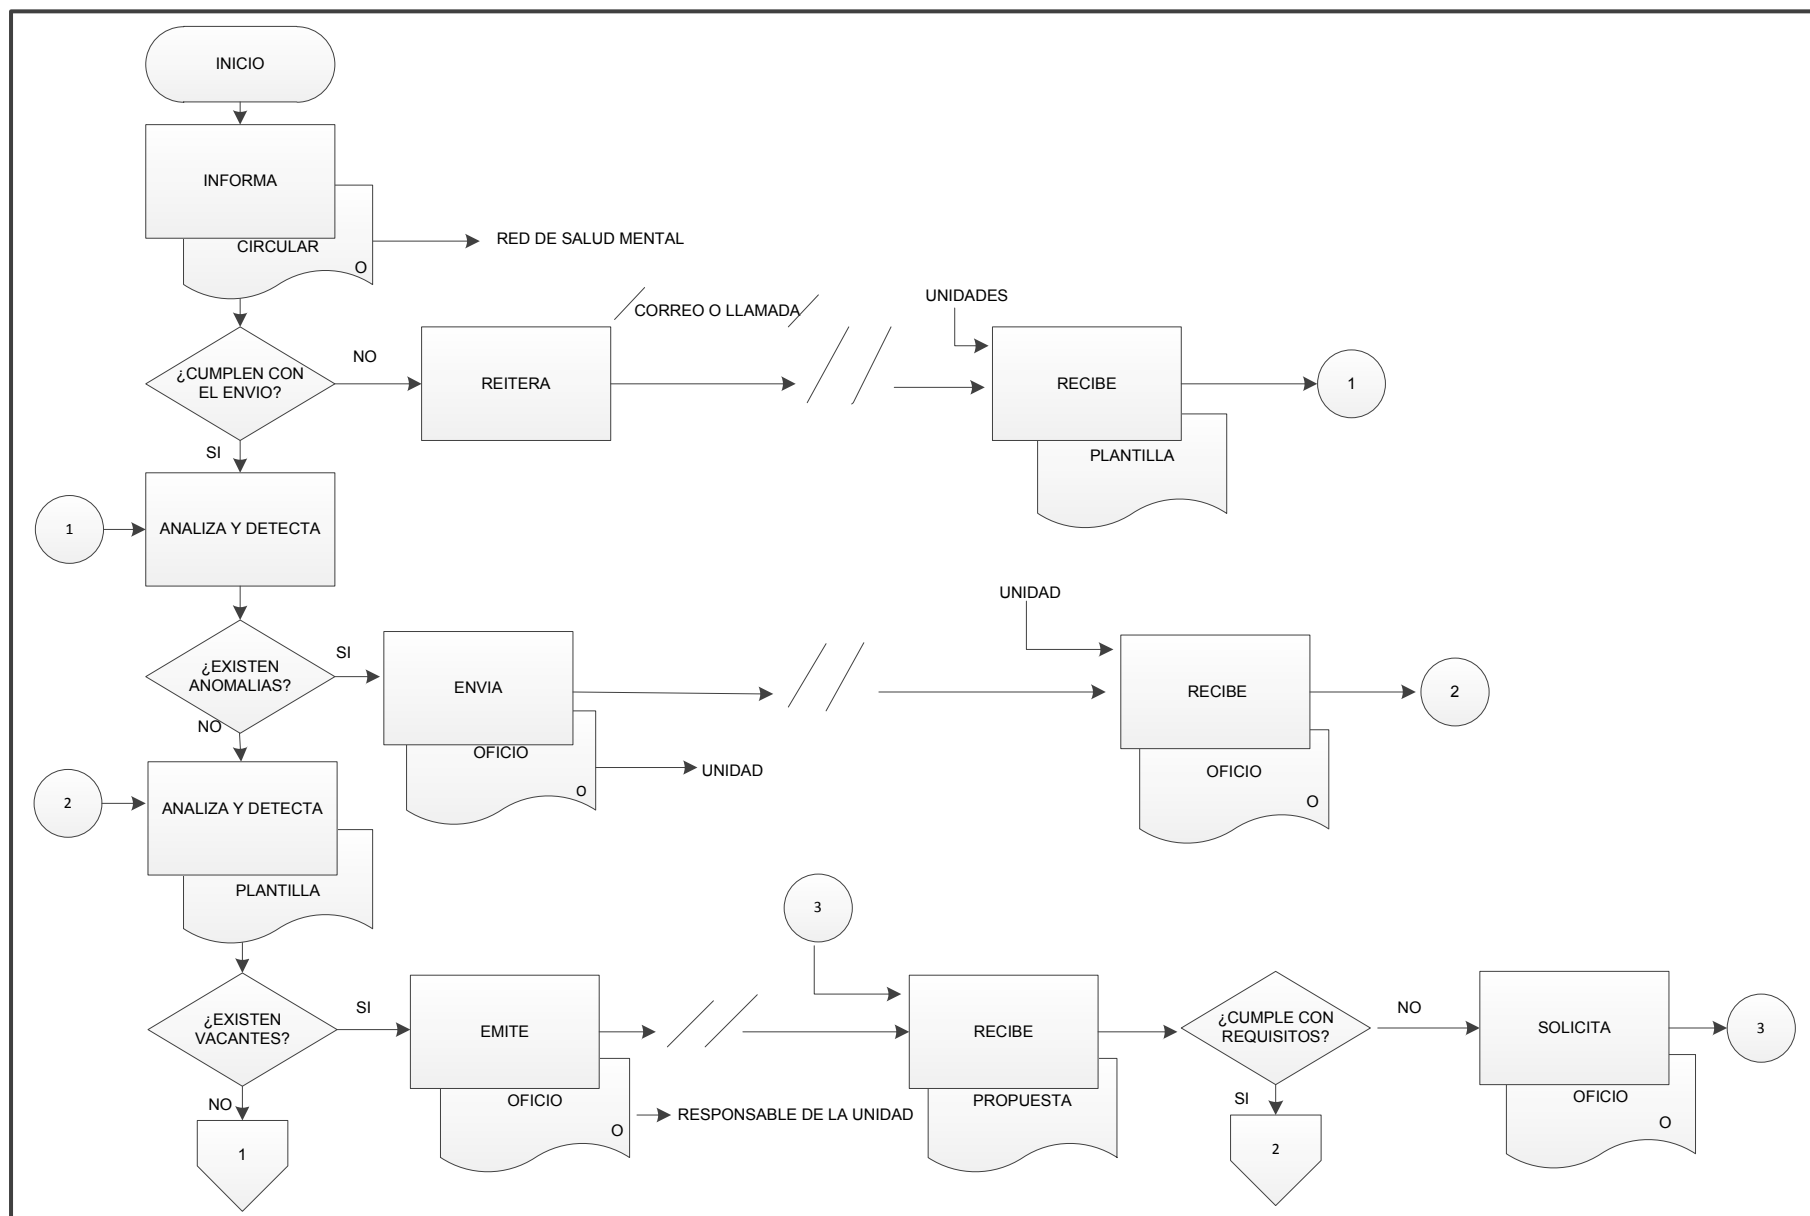 INICIO
INFORMA
CIRCULAR
O
RED DE SALUD MENTAL
¿CUMPLEN CON
EL ENVIO?
NO
REITERA
CORREO O LLAMADA
UNIDADES
RECIBE
PLANTILLA
1
SI
1
ANALIZA Y DETECTA
¿EXISTEN
ANOMALIAS?
SI
ENVIA
OFICIO
O
UNIDAD
UNIDAD
RECIBE
OFICIO
O
2
NO
2
ANALIZA Y DETECTA
PLANTILLA
¿EXISTEN
VACANTES?
SI
EMITE
OFICIO
O
RESPONSABLE DE LA UNIDAD
3
RECIBE
PROPUESTA
¿CUMPLE CON
REQUISITOS?
NO
SOLICITA
OFICIO
O
3
NO
1
SI
2